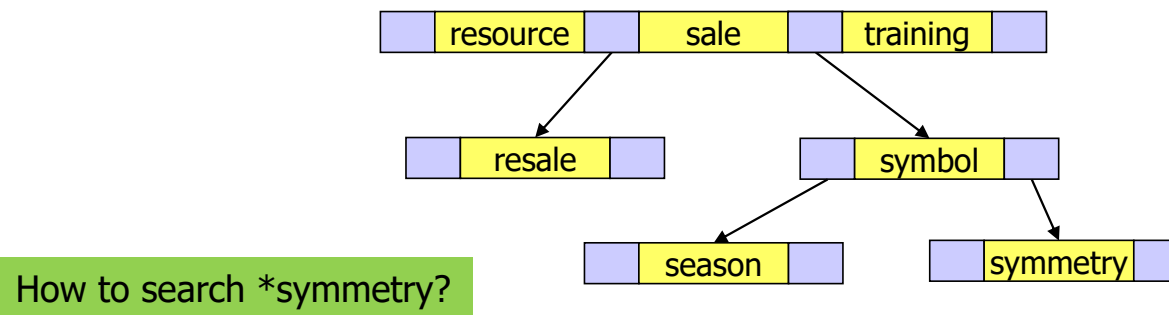 resource sale training
resale symbol
season symmetry
How to search *symmetry?